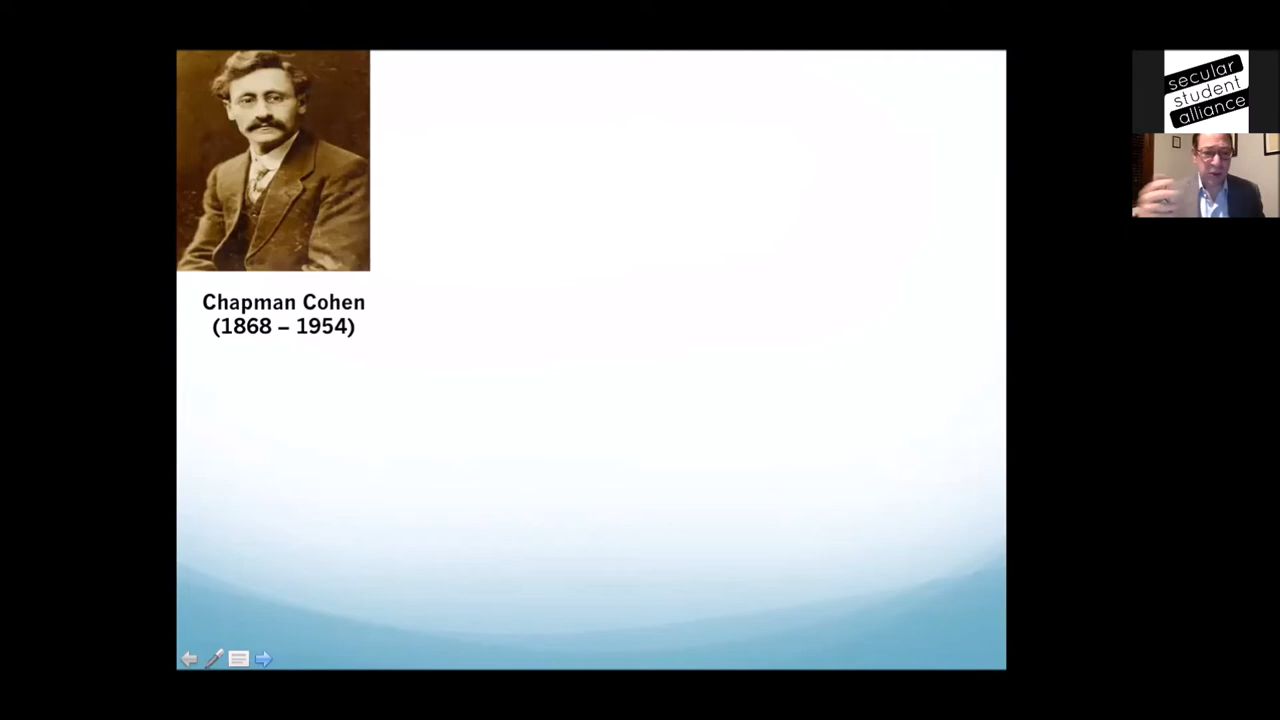 Chapman Cohen
(1868 – 1954)
secular
student
alliance